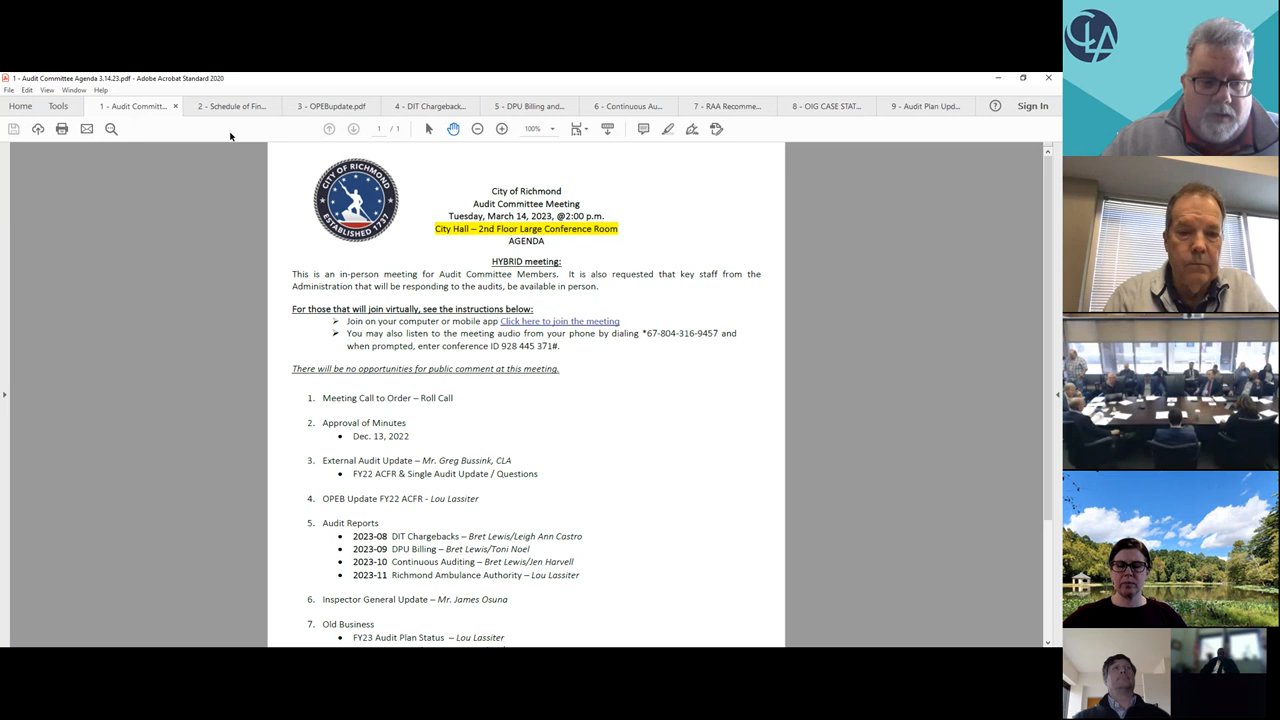 1 - Audit Committee Agenda 3.14.23.pdf - Adobe Acrobat Standard 2020
File Edit View Window Help
Home Tools 1 - Audit Committ... × 2 - Schedule of Fin... 3 - OPEBupdate.pdf 4 - DIT Chargeback... 5 - DPU Billing and... 6 - Continuous Au... 7 - RAA Recomme... 8 - OIG CASE STAT... 9 - Audit Plan Upd... Sign In
1 / 1 100%
CLA
CITY OF RICHMOND
ESTABLISHED 1737
City of Richmond
Audit Committee Meeting
Tuesday, March 14, 2023, @2:00 p.m.
City Hall – 2nd Floor Large Conference Room
AGENDA
HYBRID meeting:
This is an in-person meeting for Audit Committee Members. It is also requested that key staff from the
Administration that will be responding to the audits, be available in person.
For those that will join virtually, see the instructions below:
➢ Join on your computer or mobile app Click here to join the meeting
➢ You may also listen to the meeting audio from your phone by dialing *67-804-316-9457 and
when prompted, enter conference ID 928 445 371#.
There will be no opportunities for public comment at this meeting.
1. Meeting Call to Order – Roll Call
2. Approval of Minutes
• Dec. 13, 2022
3. External Audit Update – Mr. Greg Bussink, CLA
• FY22 ACFR & Single Audit Update / Questions
4. OPEB Update FY22 ACFR - Lou Lassiter
5. Audit Reports
• 2023-08 DIT Chargebacks – Bret Lewis/Leigh Ann Castro
• 2023-09 DPU Billing – Bret Lewis/Toni Noel
• 2023-10 Continuous Auditing – Bret Lewis/Jen Harvell
• 2023-11 Richmond Ambulance Authority – Lou Lassiter
6. Inspector General Update – Mr. James Osuna
7. Old Business
• FY23 Audit Plan Status – Lou Lassiter